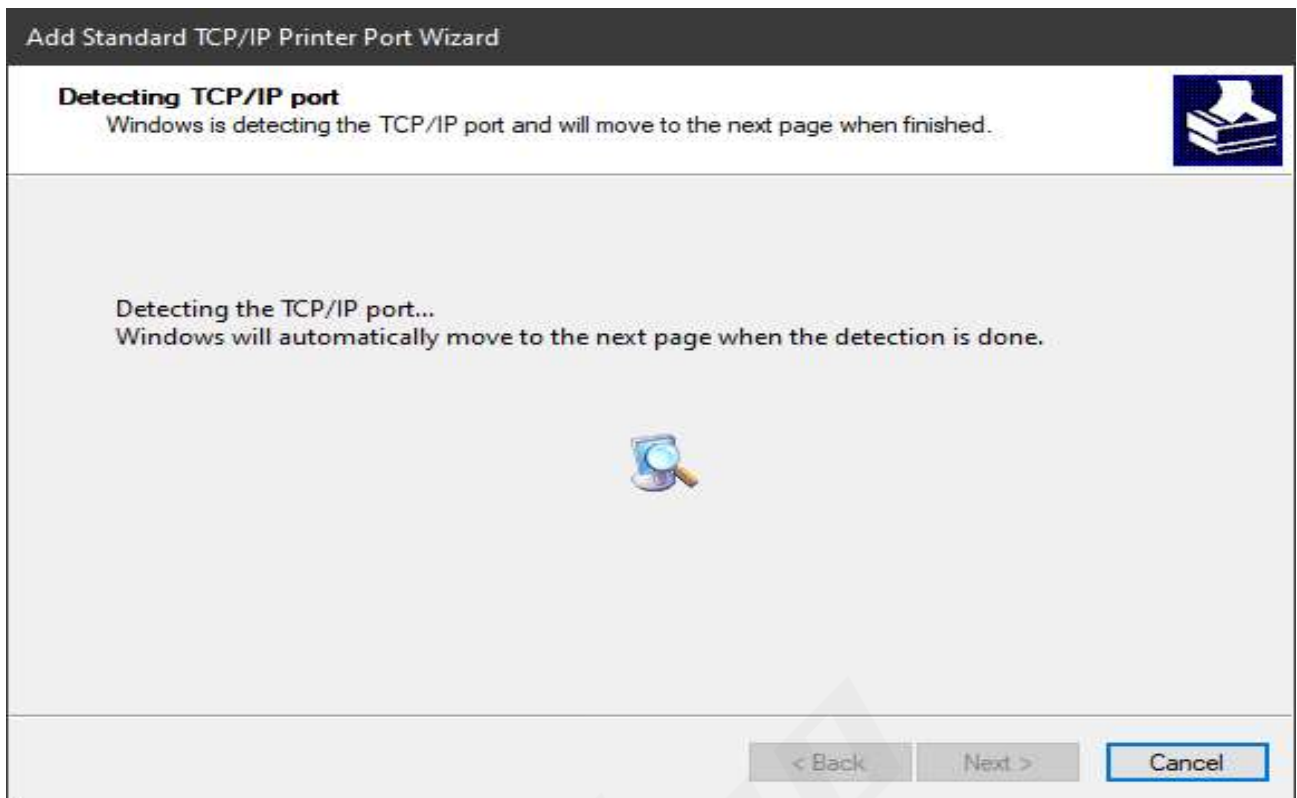 Add Standard TCP/IP Printer Port Wizard
Detecting TCP/IP port
Windows is detecting the TCP/IP port and will move to the next page when finished.
Detecting the TCP/IP port...
Windows will automatically move to the next page when the detection is done.
< Back
Next >
Cancel